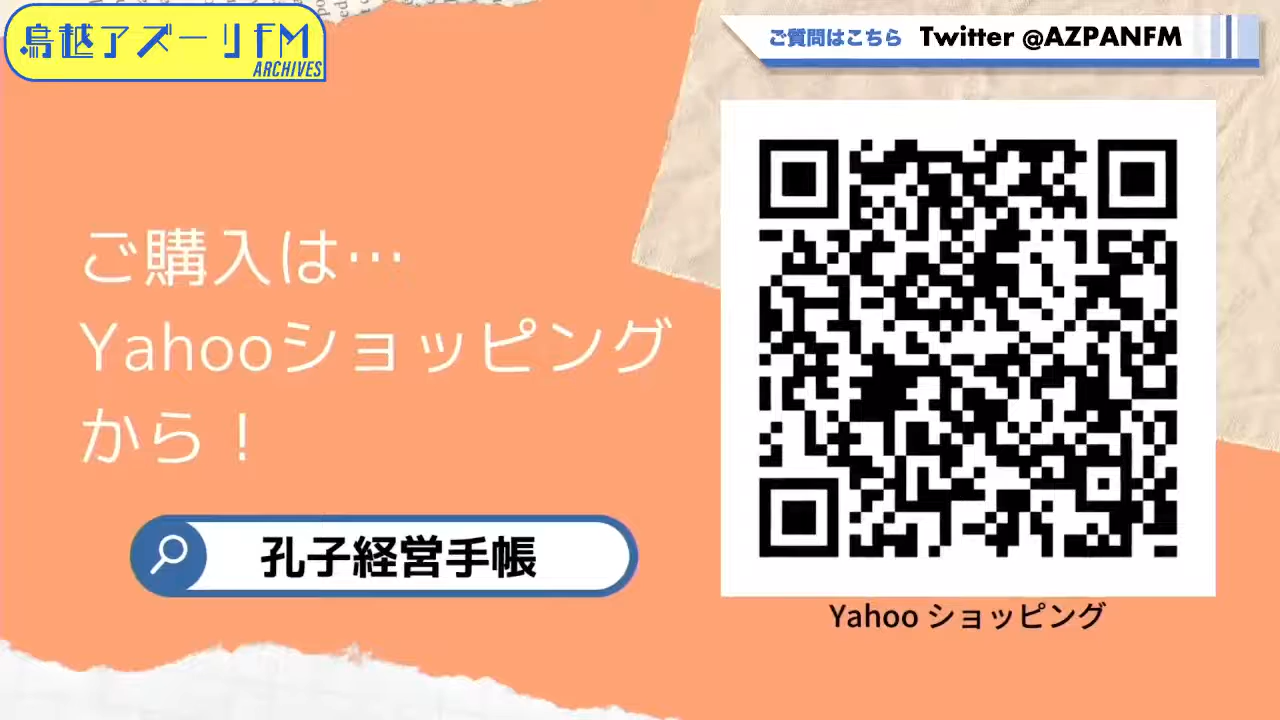 鳥越アズーリFM
ARCHIVES
ご質問はこちら Twitter @AZPANFM
ご購入は…
Yahooショッピング
から！
孔子経営手帳
Yahoo ショッピング